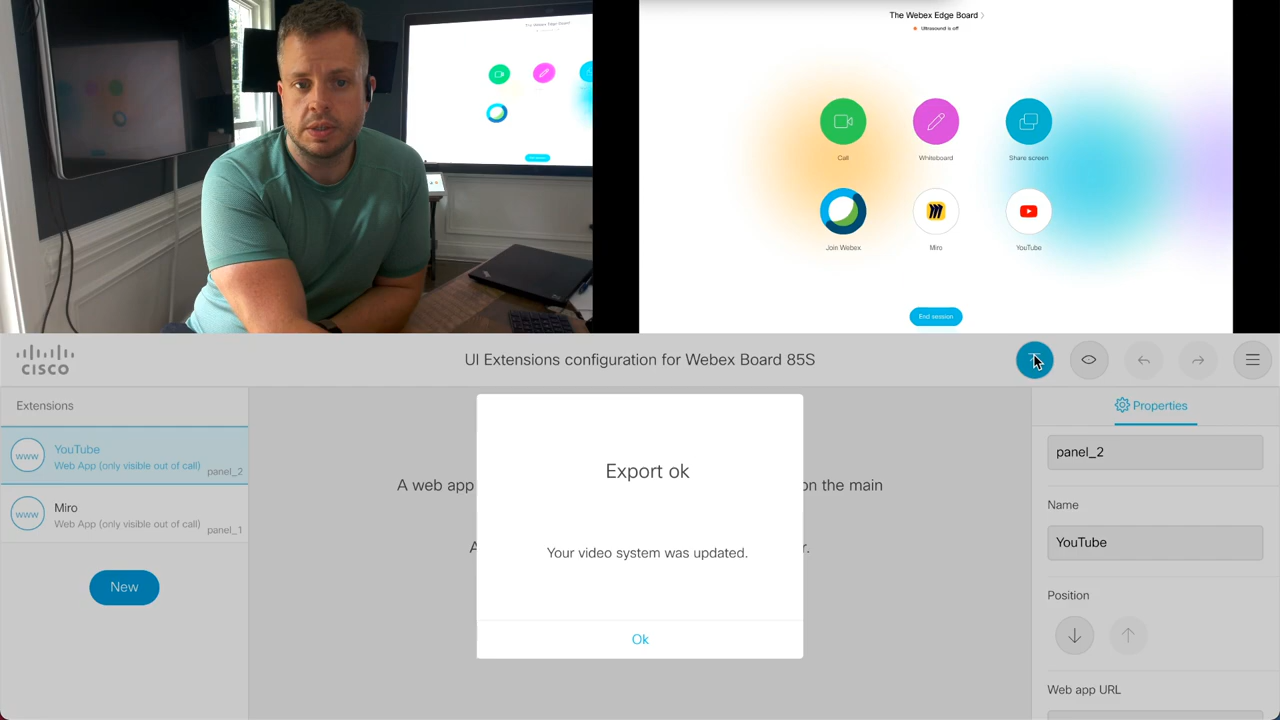 The Webex Edge Board
Ultrasound is off
Call
Whiteboard
Share screen
Join Webex
Miro
YouTube
End session
CISCO
UI Extensions configuration for Webex Board 85S
Extensions
www
YouTube
Web App (only visible out of call)
panel_2
www
Miro
Web App (only visible out of call)
panel_1
New
A web app
on the main
A
r.
Export ok
Your video system was updated.
Ok
Properties
panel_2
Name
YouTube
Position
Web app URL